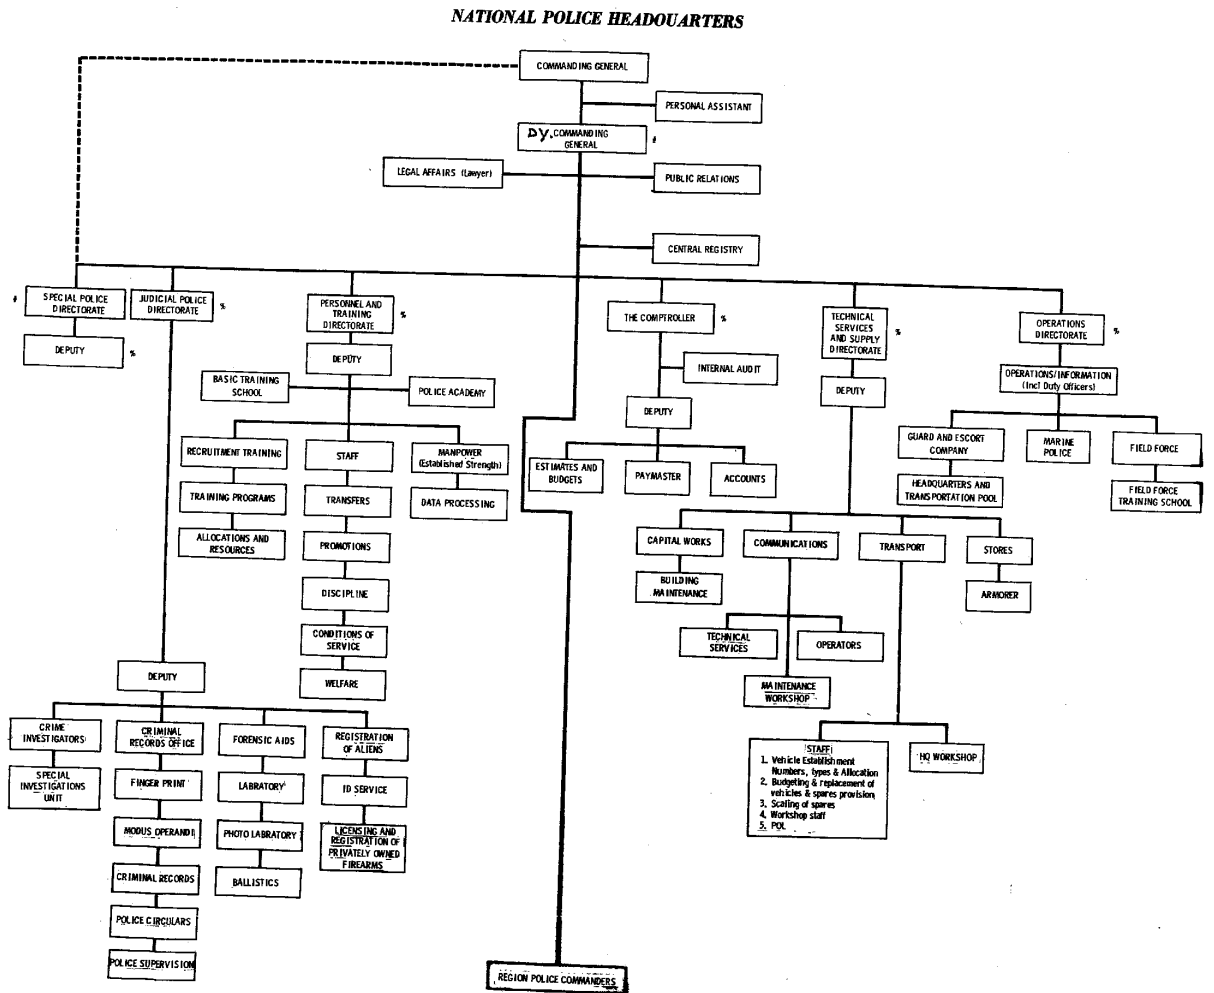 NATIONAL POLICE HEADQUARTERS
COMMANDING GENERAL
PERSONAL ASSISTANT
DY. COMMANDING
GENERAL
LEGAL AFFAIRS (Lawyer)
PUBLIC RELATIONS
CENTRAL REGISTRY
SPECIAL POLICE
DIRECTORATE
DEPUTY
%
JUDICIAL POLICE
DIRECTORATE
%
PERSONNEL AND
TRAINING
DIRECTORATE
%
DEPUTY
BASIC TRAINING
SCHOOL
POLICE ACADEMY
THE COMPTROLLER
%
INTERNAL AUDIT
DEPUTY
TECHNICAL
SERVICES
AND SUPPLY
DIRECTORATE
%
DEPUTY
OPERATIONS
DIRECTORATE
%
OPERATIONS/INFORMATION
(Incl Duty Officers)
RECRUITMENT TRAINING
TRAINING PROGRAMS
ALLOCATIONS AND
RESOURCES
STAFF
TRANSFERS
PROMOTIONS
DISCIPLINE
CONDITIONS OF
SERVICE
WELFARE
MANPOWER
(Established Strength)
DATA PROCESSING
ESTIMATES AND
BUDGETS
PAYMASTER
ACCOUNTS
GUARD AND ESCORT
COMPANY
HEADQUARTERS AND
TRANSPORTATION POOL
MARINE
POLICE
FIELD FORCE
FIELD FORCE
TRAINING SCHOOL
CAPITAL WORKS
BUILDING
MAINTENANCE
COMMUNICATIONS
TECHNICAL
SERVICES
OPERATORS
MAINTENANCE
WORKSHOP
TRANSPORT
STORES
ARMORER
STAFF
1. Vehicle Establishment
Numbers, types & Allocation
2. Budgeting & replacement of
vehicles & spares provision
3. Scaling of spares
4. Workshop staff
5. POL
HQ WORKSHOP
DEPUTY
CRIME
INVESTIGATORS
SPECIAL
INVESTIGATIONS
UNIT
CRIMINAL
RECORDS OFFICE
FINGER PRINT
MODUS OPERANDI
CRIMINAL RECORDS
POLICE CIRCULARS
POLICE SUPERVISION
FORENSIC AIDS
LABRATORY
PHOTO LABRATORY
BALLISTICS
REGISTRATION
OF ALIENS
ID SERVICE
LICENSING AND
REGISTRATION OF
PRIVATELY OWNED
FIREARMS
REGION POLICE COMMANDERS